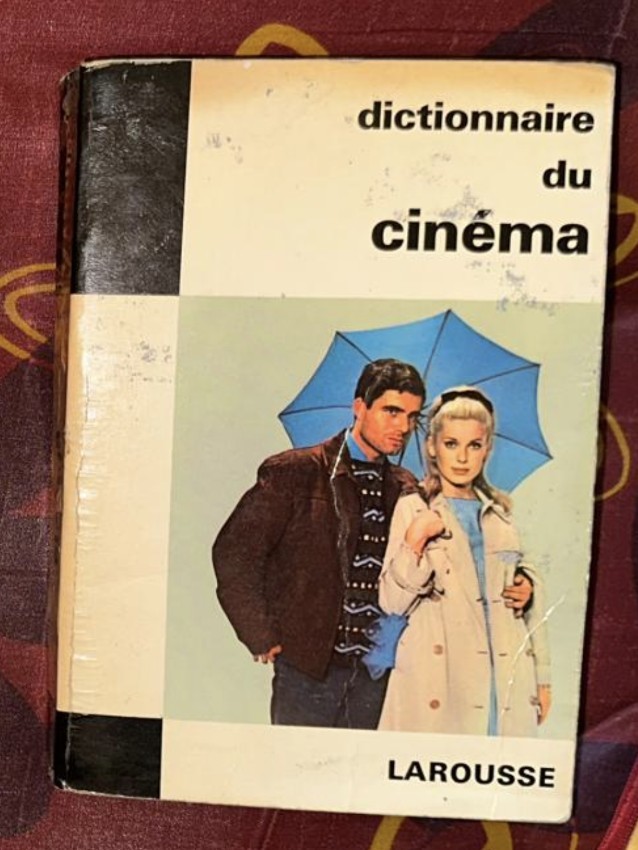 dictionnaire
du
cinéma
LAROUSSE